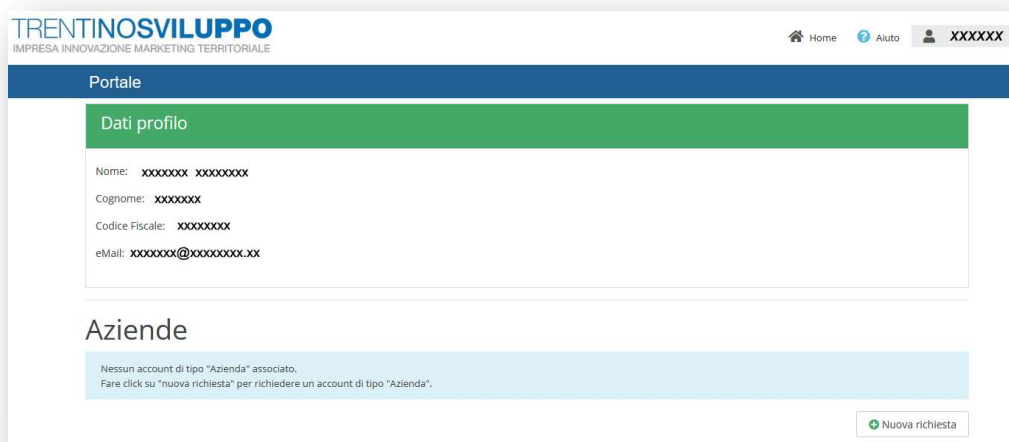 TRENTINOSVILUPPO
IMPRESA INNOVAZIONE MARKETING TERRITORIALE
Home Aiuto XXXXXX
Portale
Dati profilo
Nome: xxxxxxx xxxxxxxx
Cognome: xxxxxxx
Codice Fiscale: xxxxxxxx
eMail: xxxxxxx@xxxxxxxx.xx
Aziende
Nessun account di tipo "Azienda" associato.
Fare click su "nuova richiesta" per richiedere un account di tipo "Azienda".
Nuova richiesta